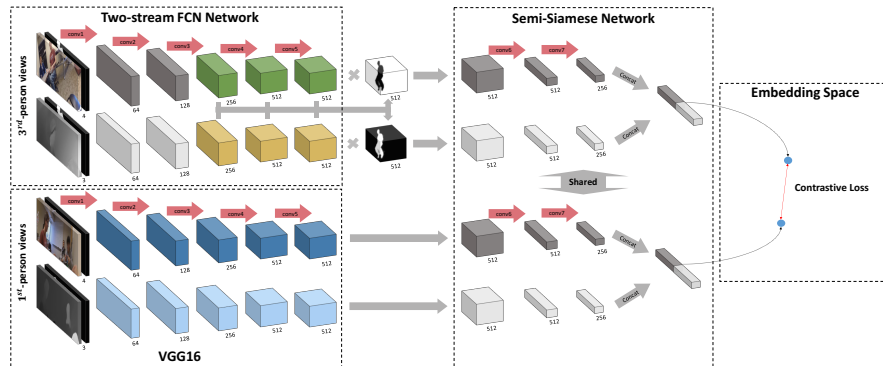 Two-stream FCN Network
Semi-Siamese Network
3rd-person views
conv1
conv2
conv3
conv4
conv5
4
64
128
256
512
512
512
3
64
128
256
512
512
512
conv6
conv7
512
512
256
Concat
512
512
256
Concat
Shared
Embedding Space
Contrastive Loss
1st-person views
conv1
conv2
conv3
conv4
conv5
4
64
128
256
512
512
3
64
128
256
512
512
conv6
conv7
512
512
256
Concat
512
512
256
Concat
VGG16